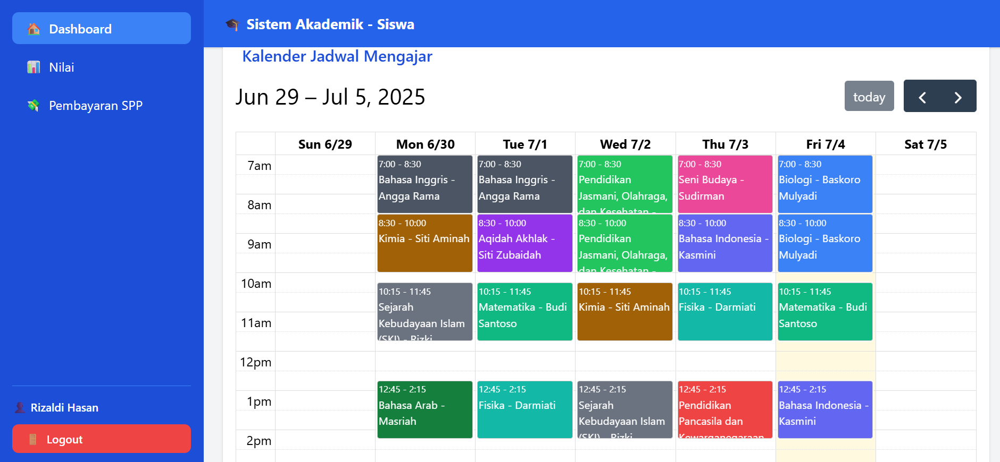 Dashboard
Nilai
Pembayaran SPP
Rizaldi Hasan
Logout
Sistem Akademik - Siswa
Kalender Jadwal Mengajar
Jun 29 – Jul 5, 2025
today
Sun 6/29
Mon 6/30
Tue 7/1
Wed 7/2
Thu 7/3
Fri 7/4
Sat 7/5
7am
8am
9am
10am
11am
12pm
1pm
2pm
7:00 - 8:30
Bahasa Inggris -
Angga Rama
8:30 - 10:00
Kimia - Siti Aminah
10:15 - 11:45
Sejarah
Kebudayaan Islam
(SKI) - Rizki
12:45 - 2:15
Bahasa Arab -
Masriah
7:00 - 8:30
Bahasa Inggris -
Angga Rama
8:30 - 10:00
Aqidah Akhlak -
Siti Zubaidah
10:15 - 11:45
Matematika - Budi
Santoso
12:45 - 2:15
Fisika - Darmiati
7:00 - 8:30
Pendidikan
Jasmani, Olahraga,
dan Kesehatan -
8:30 - 10:00
Pendidikan
Jasmani, Olahraga,
dan Kesehatan -
10:15 - 11:45
Kimia - Siti Aminah
12:45 - 2:15
Sejarah
Kebudayaan Islam
(SKI) - Rizki
7:00 - 8:30
Seni Budaya -
Sudirman
8:30 - 10:00
Bahasa Indonesia -
Kasmini
10:15 - 11:45
Fisika - Darmiati
12:45 - 2:15
Pendidikan
Pancasila dan
Kewarganegaraan
7:00 - 8:30
Biologi - Baskoro
Mulyadi
8:30 - 10:00
Biologi - Baskoro
Mulyadi
10:15 - 11:45
Matematika - Budi
Santoso
12:45 - 2:15
Bahasa Indonesia -
Kasmini